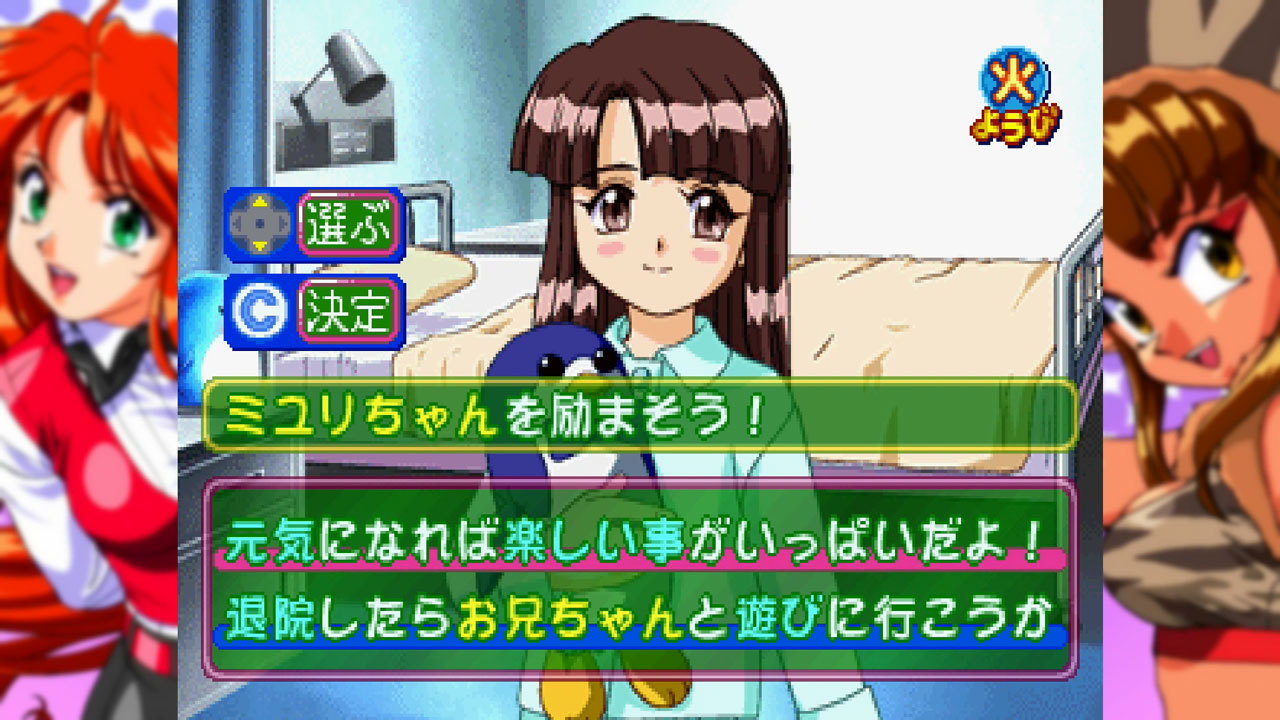 火
ようび
選ぶ
C 決定
ミユリちゃんを励まそう！
元気になれば楽しい事がいっぱいだよ！
退院したらお兄ちゃんと遊びに行こうか